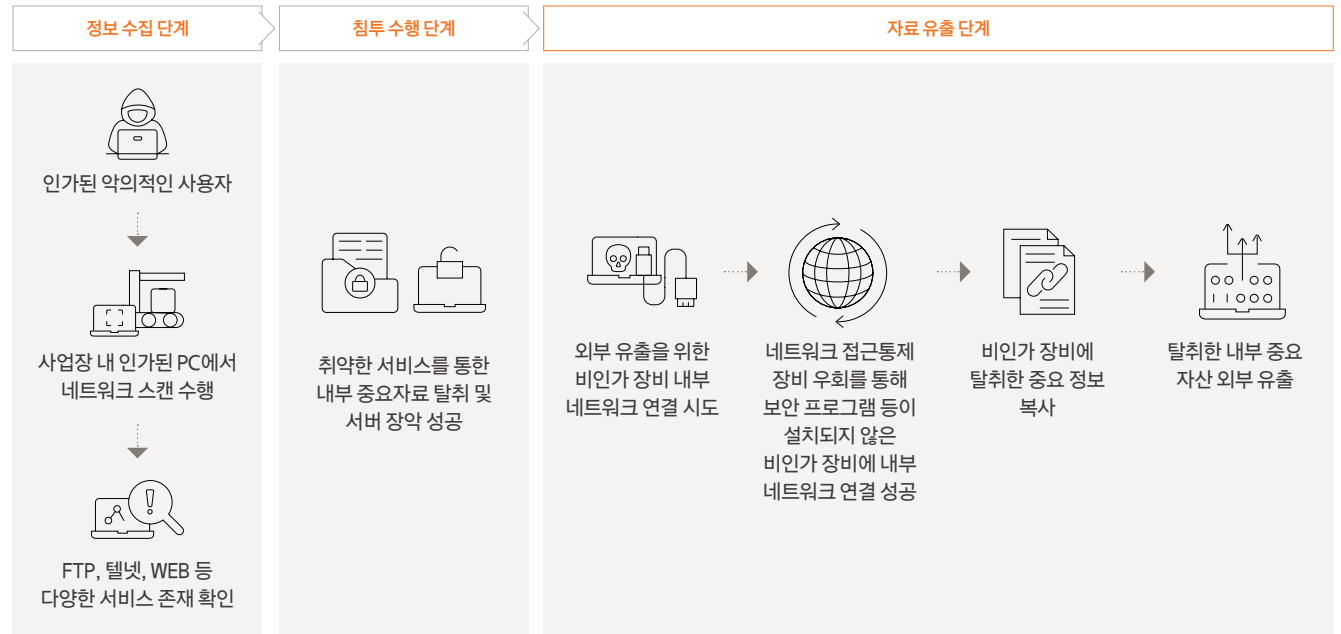 정보 수집 단계
침투 수행 단계
자료 유출 단계
인가된 악의적인 사용자
사업장 내 인가된 PC에서
네트워크 스캔 수행
FTP, 텔넷, WEB 등
다양한 서비스 존재 확인
취약한 서비스를 통한
내부 중요자료 탈취 및
서버 장악 성공
외부 유출을 위한
비인가 장비 내부
네트워크 연결 시도
네트워크 접근통제
장비 우회를 통해
보안 프로그램 등이
설치되지 않은
비인가 장비에 내부
네트워크 연결 성공
비인가 장비에
탈취한 중요 정보
복사
탈취한 내부 중요
자산 외부 유출